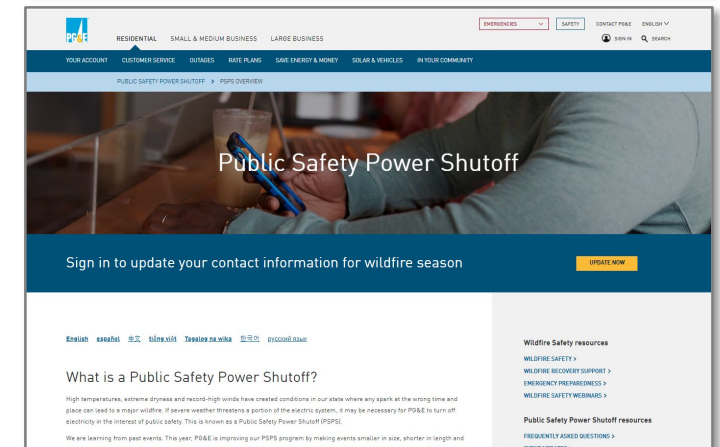 EMERGENCIES SAFETY CONTACT PG&E ENGLISH
PG&E RESIDENTIAL SMALL & MEDIUM BUSINESS LARGE BUSINESS SIGN IN SEARCH
YOUR ACCOUNT CUSTOMER SERVICE OUTAGES RATE PLANS SAVE ENERGY & MONEY SOLAR & VEHICLES IN YOUR COMMUNITY
PUBLIC SAFETY POWER SHUTOFF > PSPS OVERVIEW
Public Safety Power Shutoff
Sign in to update your contact information for wildfire season UPDATE NOW
English español 中文 tiếng việt Tagalog na wika 한국어 русский язык
What is a Public Safety Power Shutoff?
High temperatures, extreme dryness and record-high winds have created conditions in our state where any spark at the wrong time and
place can lead to a major wildfire. If severe weather threatens a portion of the electric system, it may be necessary for PG&E to turn off
electricity in the interest of public safety. This is known as a Public Safety Power Shutoff (PSPS).
We are learning from past events. This year, PG&E is improving our PSPS program by making events smaller in size, shorter in length and
Wildfire Safety resources
WILDFIRE SAFETY >
WILDFIRE RECOVERY SUPPORT >
EMERGENCY PREPAREDNESS >
WILDFIRE SAFETY WEBINARS >
Public Safety Power Shutoff resources
FREQUENTLY ASKED QUESTIONS >